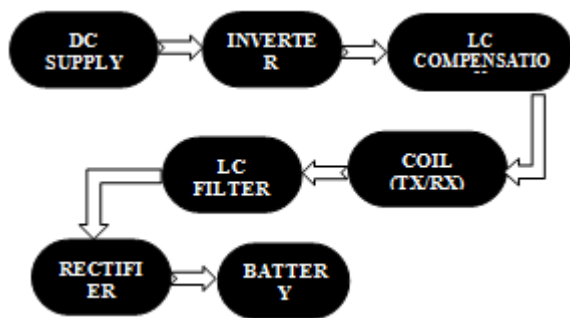 DC
SUPPLY
INVERTE
R
LC
COMPENSATIO
COIL
(TX/RX)
LC
FILTER
RECTIFI
ER
BATTER
Y